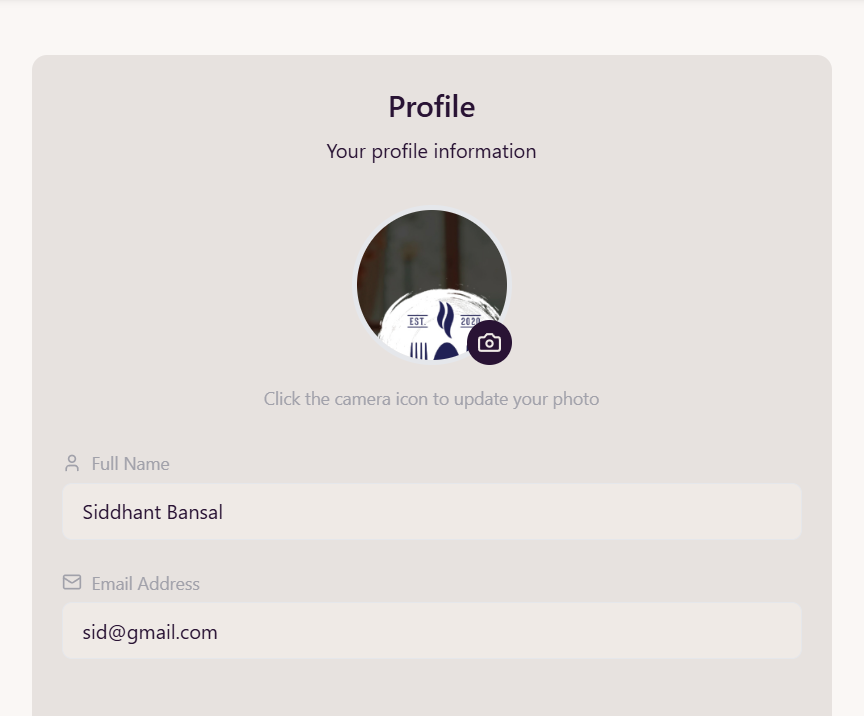 Profile
Your profile information
EST. 2020
Click the camera icon to update your photo
Full Name
Siddhant Bansal
Email Address
sid@gmail.com